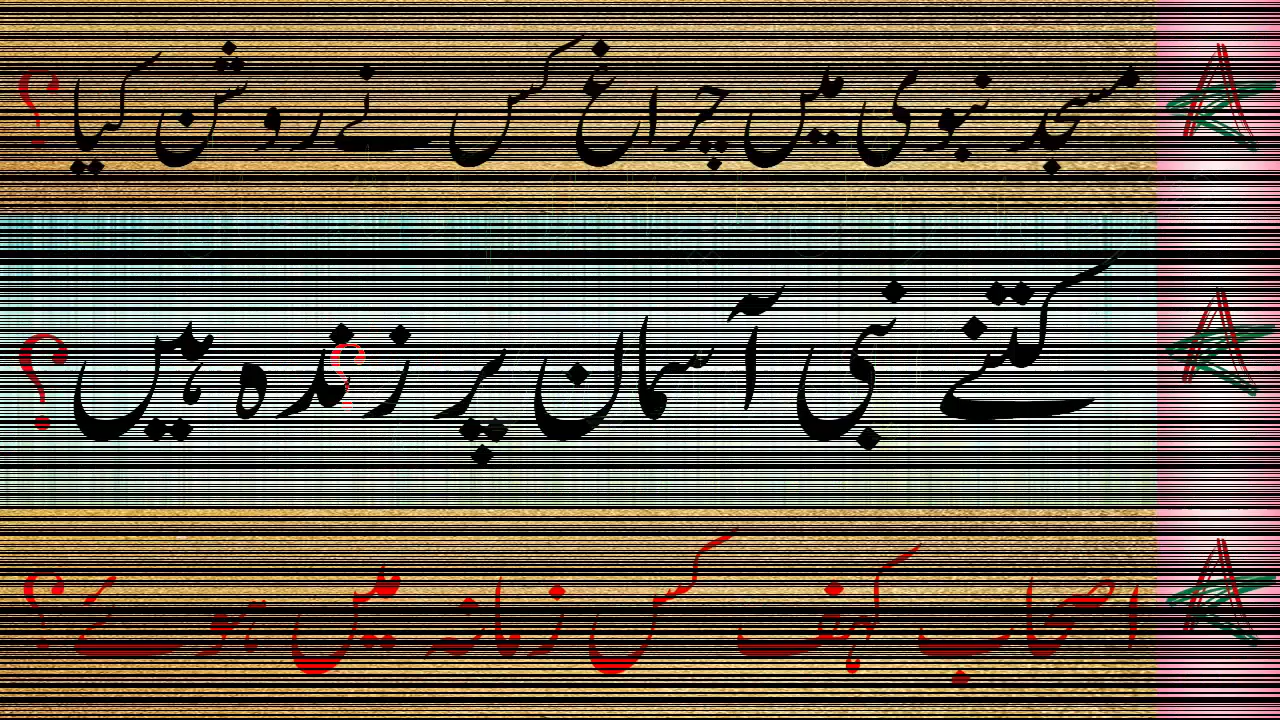 مسجد نبوی میں چراغ کس نے روشن کیا؟
کتنے نبی آسمان پر زندہ ہیں؟
اصحاب کہف کس زمانہ میں ہوئے؟